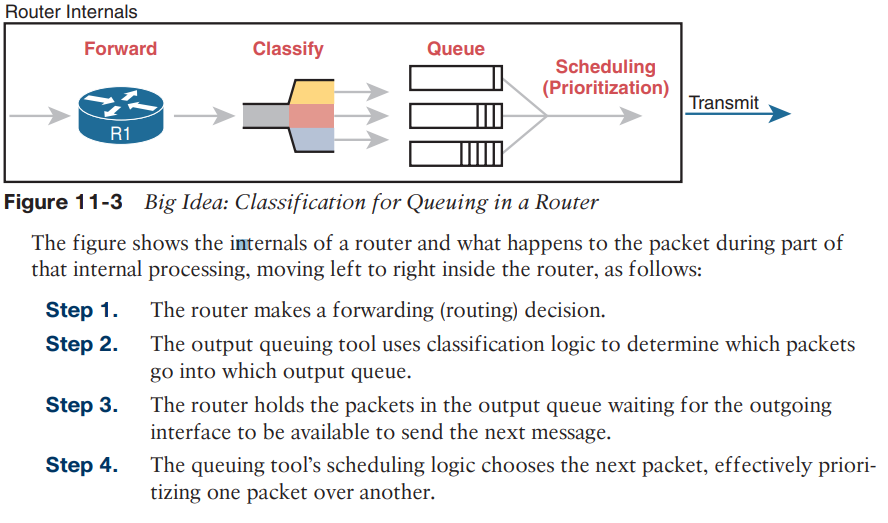 Router Internals
Forward
Classify
Queue
Scheduling
(Prioritization)
Transmit
R1
Figure 11-3 Big Idea: Classification for Queuing in a Router
The figure shows the internals of a router and what happens to the packet during part of
that internal processing, moving left to right inside the router, as follows:
Step 1. The router makes a forwarding (routing) decision.
Step 2. The output queuing tool uses classification logic to determine which packets
go into which output queue.
Step 3. The router holds the packets in the output queue waiting for the outgoing
interface to be available to send the next message.
Step 4. The queuing tool’s scheduling logic chooses the next packet, effectively priori-
tizing one packet over another.